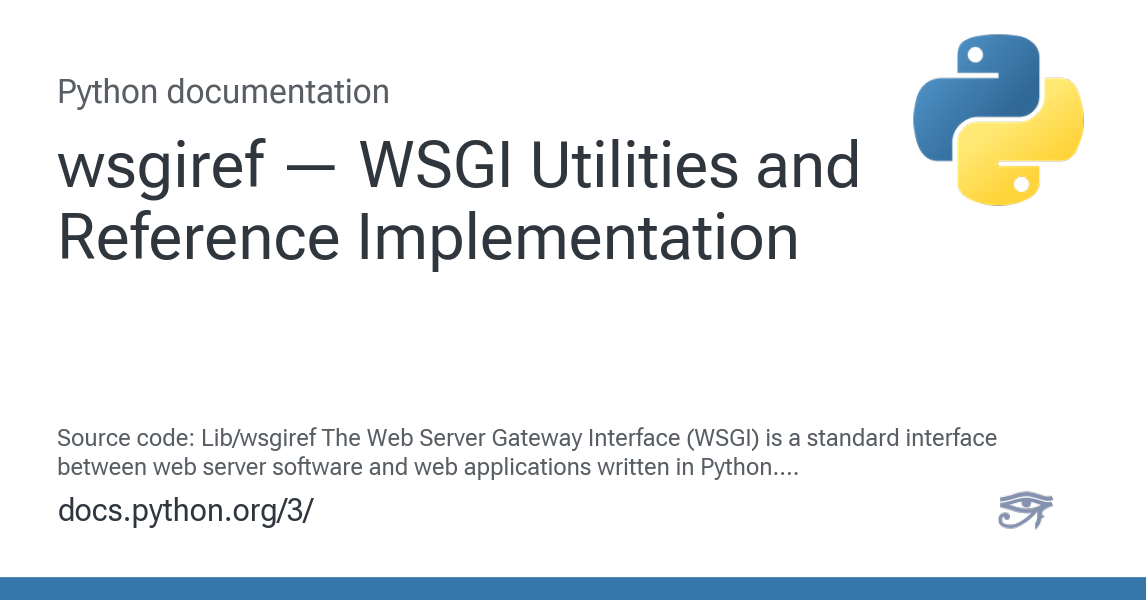 Python documentation
wsgiref — WSGI Utilities and
Reference Implementation
Source code: Lib/wsgiref The Web Server Gateway Interface (WSGI) is a standard interface
between web server software and web applications written in Python....
docs.python.org/3/